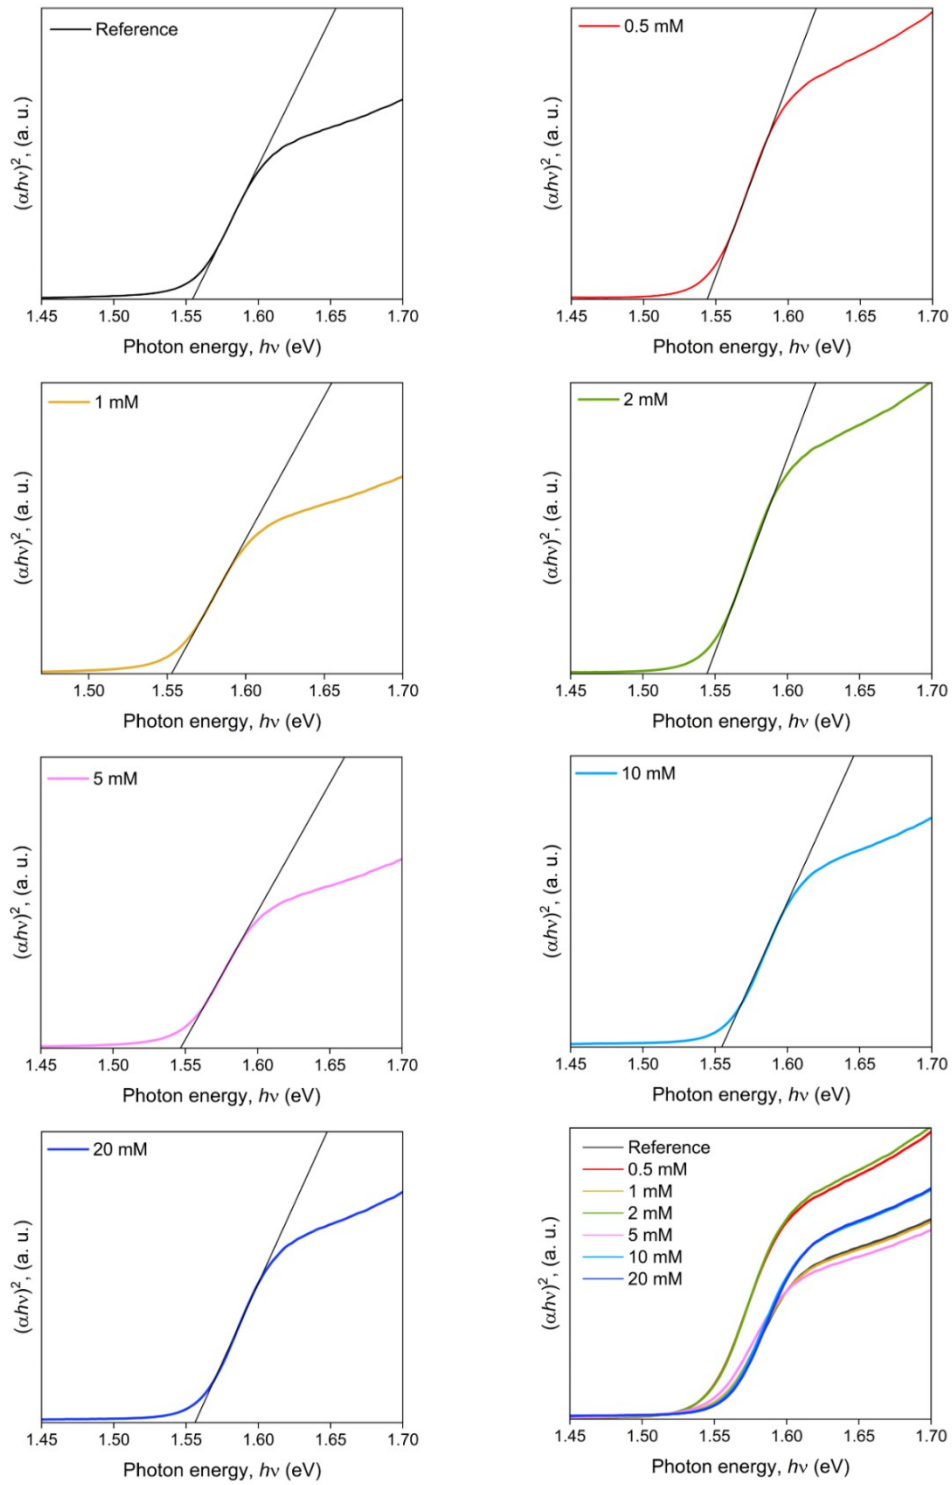 Reference
(αhν)², (a. u.)
1.45 1.50 1.55 1.60 1.65 1.70
Photon energy, hν (eV)
0.5 mM
(αhν)², (a. u.)
1.45 1.50 1.55 1.60 1.65 1.70
Photon energy, hν (eV)
1 mM
(αhν)², (a. u.)
1.50 1.55 1.60 1.65 1.70
Photon energy, hν (eV)
2 mM
(αhν)², (a. u.)
1.45 1.50 1.55 1.60 1.65 1.70
Photon energy, hν (eV)
5 mM
(αhν)², (a. u.)
1.45 1.50 1.55 1.60 1.65 1.70
Photon energy, hν (eV)
10 mM
(αhν)², (a. u.)
1.45 1.50 1.55 1.60 1.65 1.70
Photon energy, hν (eV)
20 mM
(αhν)², (a. u.)
1.45 1.50 1.55 1.60 1.65 1.70
Photon energy, hν (eV)
Reference
0.5 mM
1 mM
2 mM
5 mM
10 mM
20 mM
(αhν)², (a. u.)
1.45 1.50 1.55 1.60 1.65 1.70
Photon energy, hν (eV)